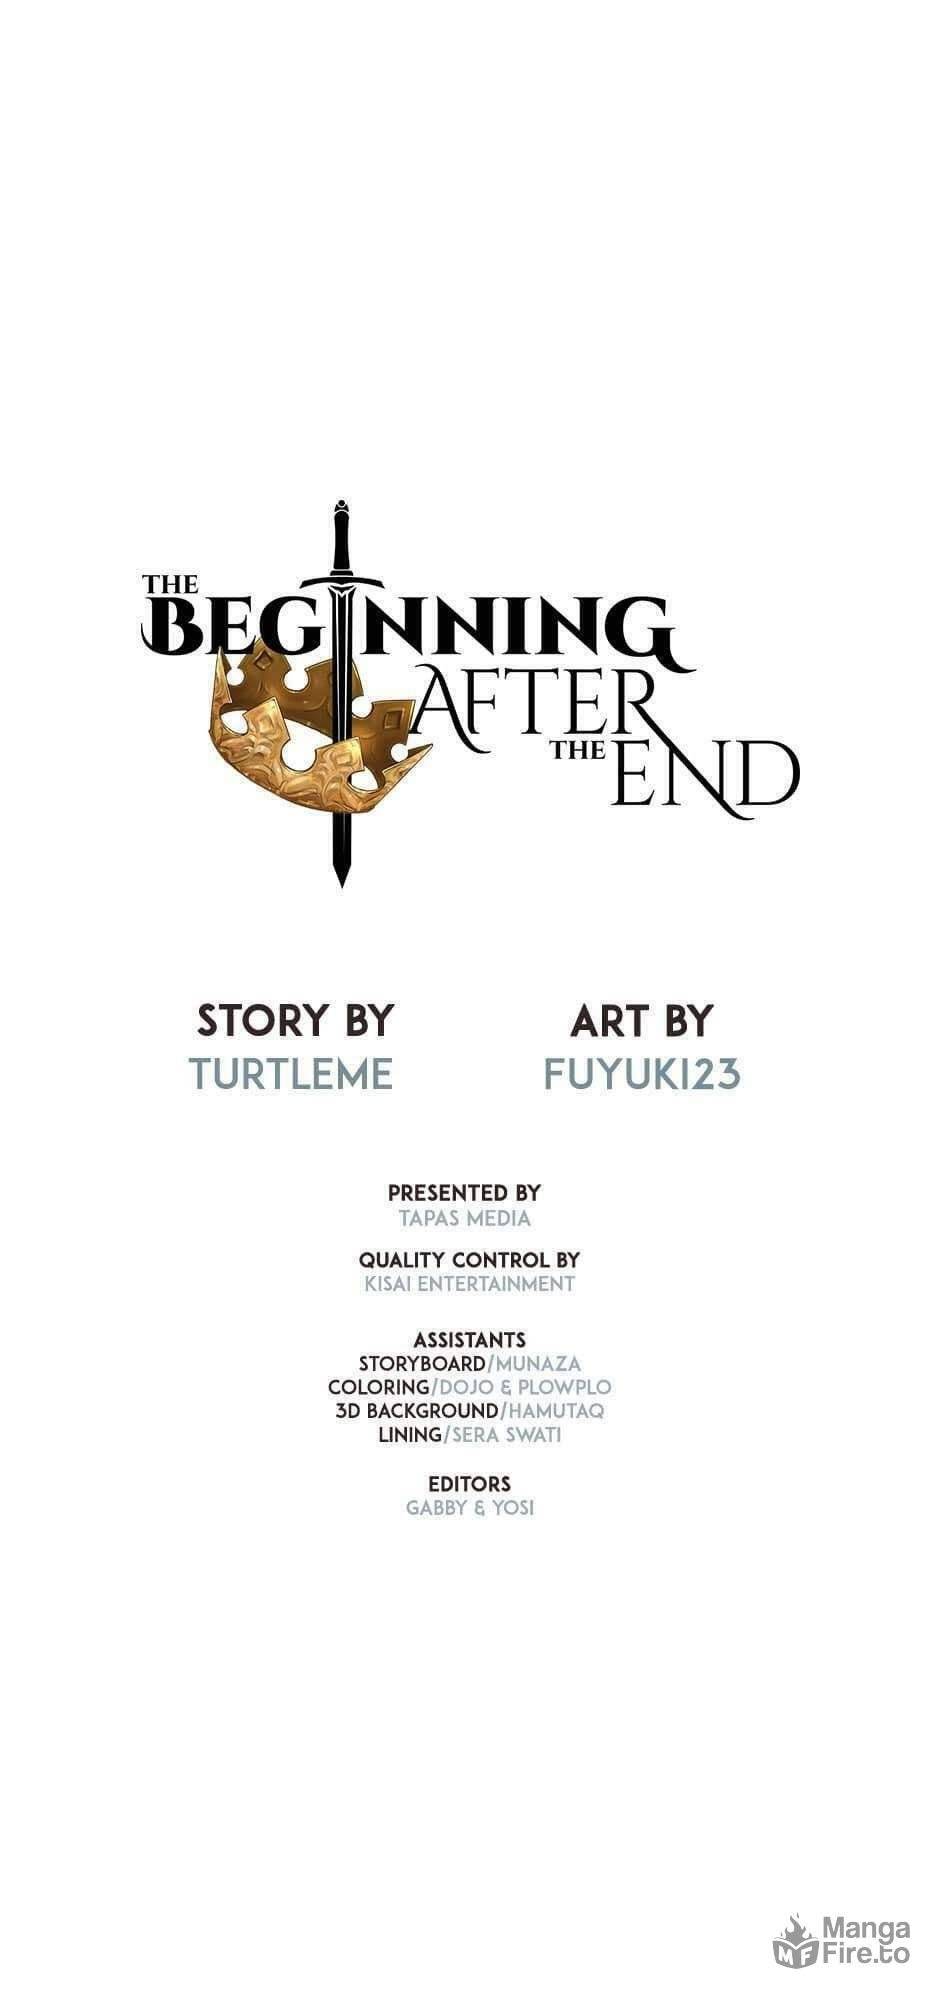 THE
BEGINNING
AFTER
THE END
STORY BY
TURTLEME
ART BY
FUYUKI23
PRESENTED BY
TAPAS MEDIA
QUALITY CONTROL BY
KISAI ENTERTAINMENT
ASSISTANTS
STORYBOARD/MUNAZA
COLORING/DOJO & PLOWPLO
3D BACKGROUND/HAMUTAQ
LINING/SERA SWATI
EDITORS
GABBY & YOSI
MF
Manga
Fire.to